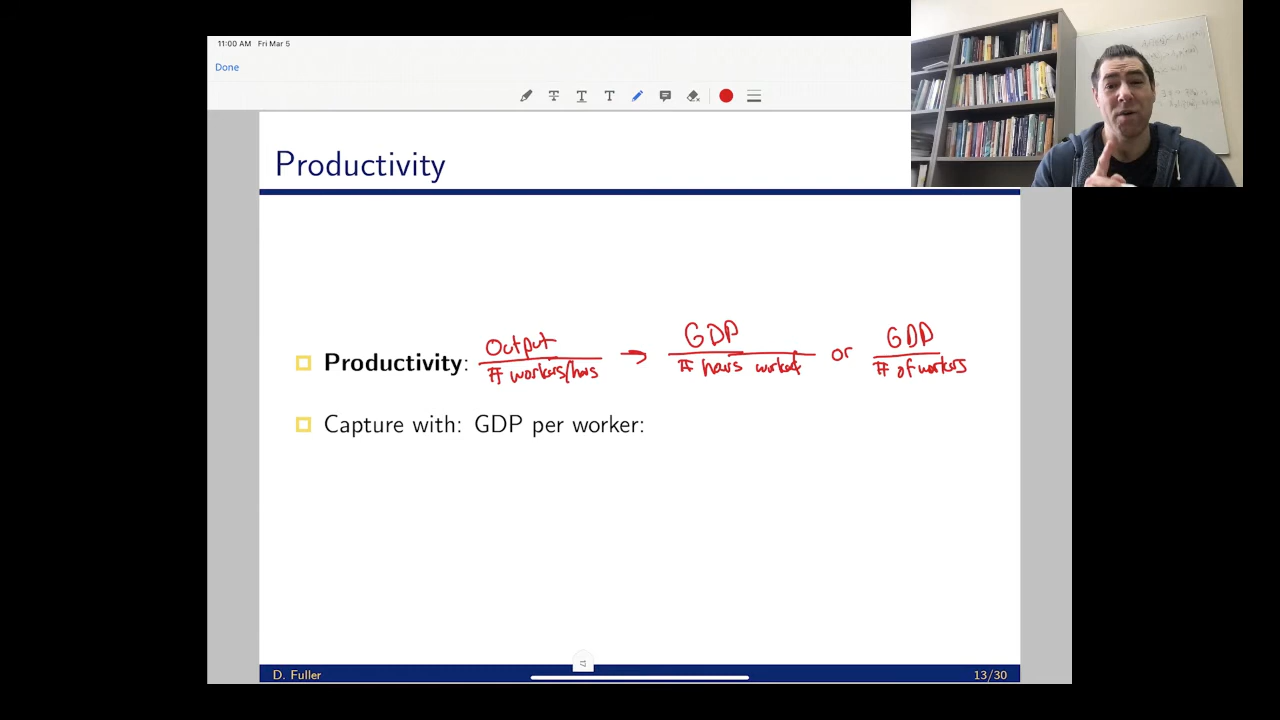 11:00 AM Fri Mar 5
Done
T T T
Productivity
Productivity: Output / # workers/hors → GDP / # hours worked or GDP / # of workers
Capture with: GDP per worker:
D. Fuller
13/30